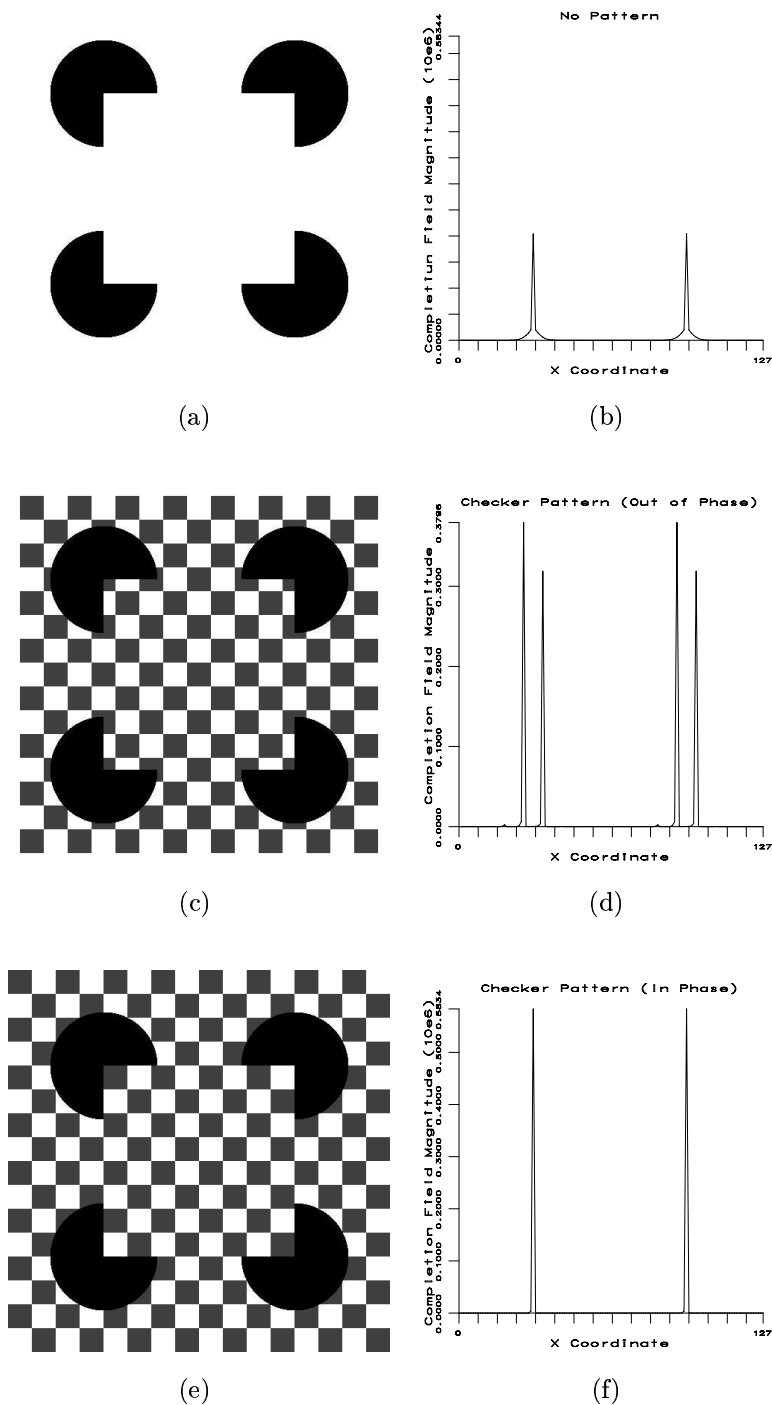 No Pattern
0.55344
Completion Field Magnitude (10e6)
0.00000
0
127
X Coordinate
(a)
(b)
Checker Pattern (Out of Phase)
0.3796
0.3000
0.2000
0.1000
0.0000
Completion Field Magnitude
0
127
X Coordinate
(c)
(d)
Checker Pattern (In Phase)
0.5534
0.5000
0.4000
0.3000
0.2000
0.1000
0.0000
Completion Field Magnitude (10e6)
0
127
X Coordinate
(e)
(f)